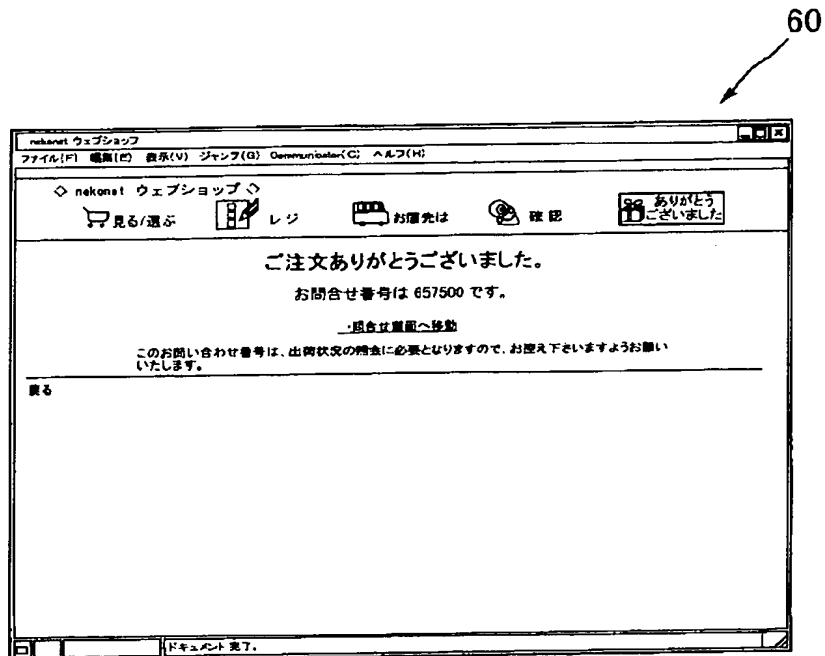 60
nekonet ウェブショップ
ファイル(F) 編集(E) 表示(V) ジャンプ(G) Communicator(C) ヘルプ(H)
◇ nekonet ウェブショップ ◇
見る/選ぶ レジ お届先は 確認 ありがとう
ございました
ご注文ありがとうございました。
お問合せ番号は 657500 です。
・問合せ画面へ移動
このお問い合わせ番号は、出荷状況の照会に必要となりますので、お控え下さいますようお願い
いたします。
戻る
ドキュメント 完了.